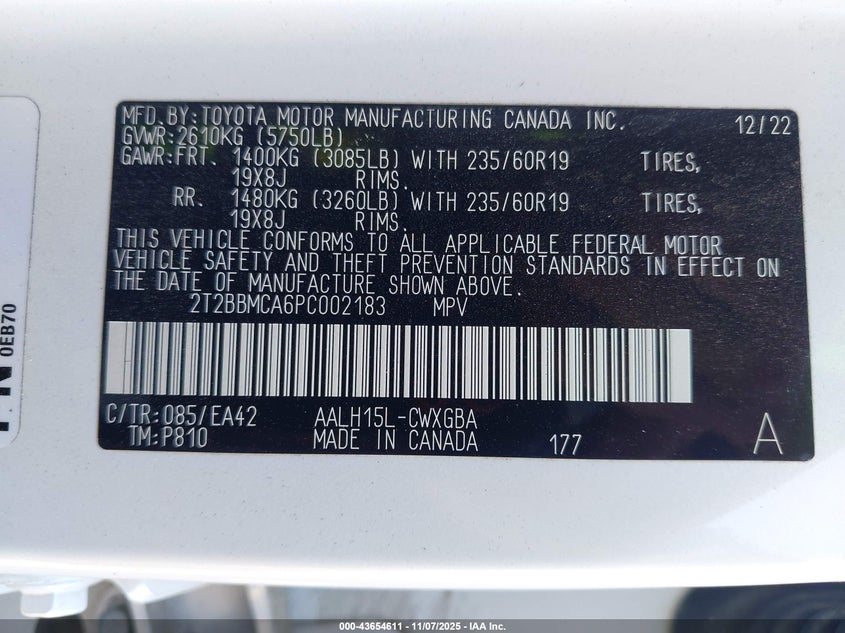 MFD.BY:TOYOTA MOTOR MANUFACTURING CANADA INC. 12/22
GVWR:2610KG (5750LB)
GAWR:FRT. 1400KG (3085LB) WITH 235/60R19 TIRES,
19X8J RIMS.
RR. 1480KG (3260LB) WITH 235/60R19 TIRES,
19X8J RIMS.
THIS VEHICLE CONFORMS TO ALL APPLICABLE FEDERAL MOTOR
VEHICLE SAFETY AND THEFT PREVENTION STANDARDS IN EFFECT ON
THE DATE OF MANUFACTURE SHOWN ABOVE.
2T2BBMCA6PC002183 MPV
C/TR:085/EA42 AALH15L-CWXGBA
TM:P810 MADE IN CANADA 177 A
0EB70
000-43654611 - 11/07/2025 - IAA Inc.